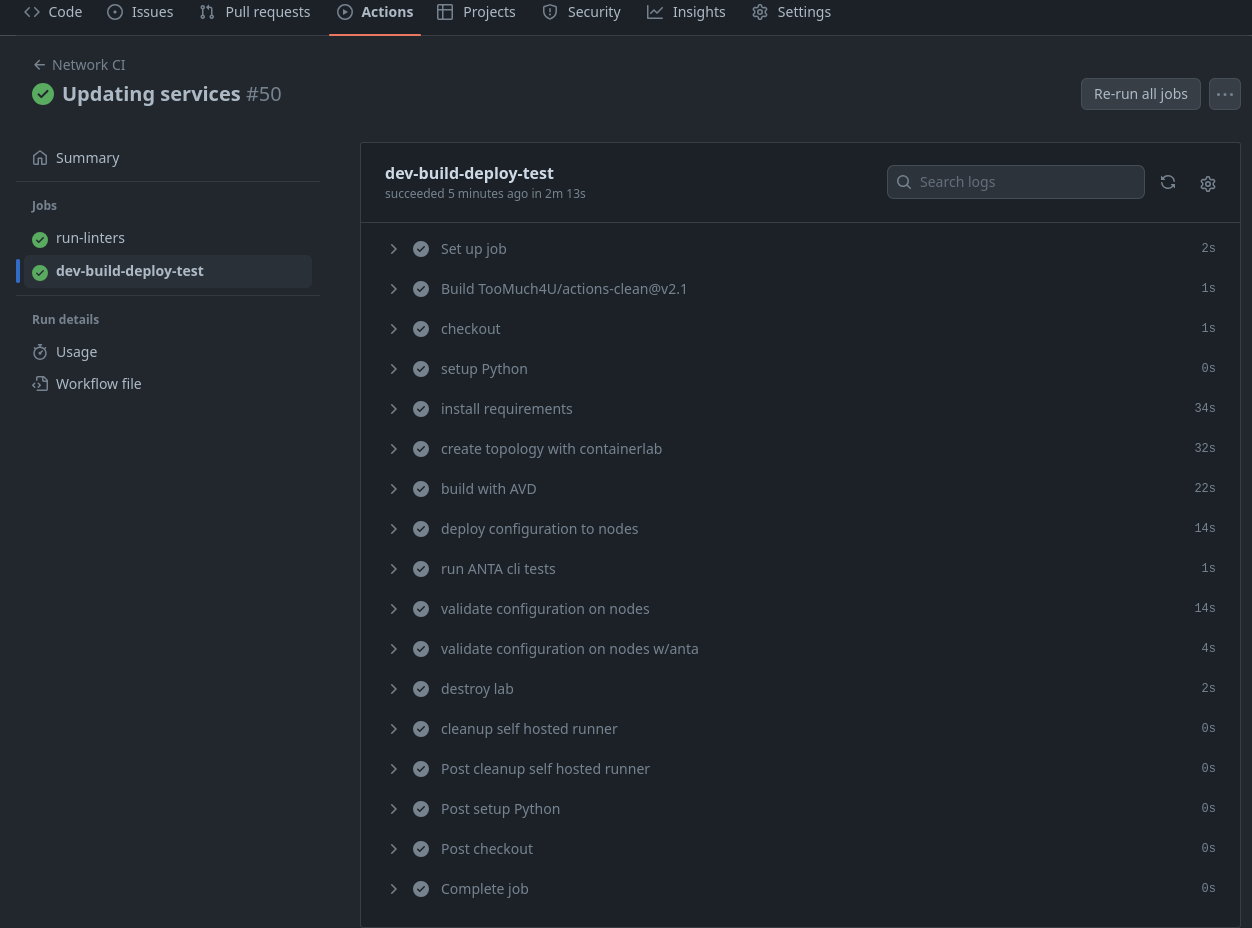 Code Issues Pull requests Actions Projects Security Insights Settings
Network CI
Updating services #50
Re-run all jobs
Summary
Jobs
run-linters
dev-build-deploy-test
Run details
Usage
Workflow file
dev-build-deploy-test
succeeded 5 minutes ago in 2m 13s
Search logs
Set up job 2s
Build TooMuch4U/actions-clean@v2.1 1s
checkout 1s
setup Python 0s
install requirements 34s
create topology with containerlab 32s
build with AVD 22s
deploy configuration to nodes 14s
run ANTA cli tests 1s
validate configuration on nodes 14s
validate configuration on nodes w/anta 4s
destroy lab 2s
cleanup self hosted runner 0s
Post cleanup self hosted runner 0s
Post setup Python 0s
Post checkout 0s
Complete job 0s